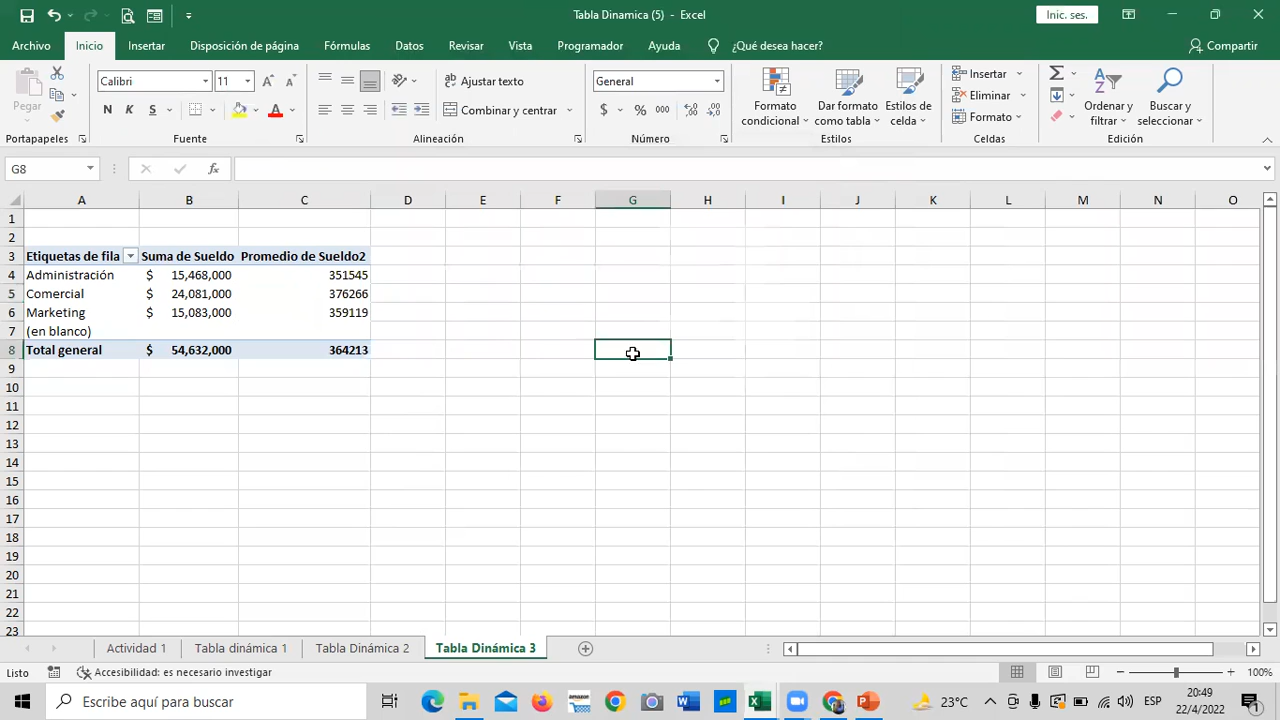 Tabla Dinamica (5) - Excel
Inic. ses.
Archivo Inicio Insertar Disposición de página Fórmulas Datos Revisar Vista Programador Ayuda ¿Qué desea hacer? Compartir
Pegar
Calibri 11
N K S
Ajustar texto
Combinar y centrar
General
$ % 000
Formato condicional
Dar formato como tabla
Estilos de celda
Insertar
Eliminar
Formato
Ordenar y filtrar
Buscar y seleccionar
Portapapeles Fuente Alineación Número Estilos Celdas Edición
G8 fx
A B C D E F G H I J K L M N O
1
2
3 Etiquetas de fila Suma de Sueldo Promedio de Sueldo2
4 Administración $ 15,468,000 351545
5 Comercial $ 24,081,000 376266
6 Marketing $ 15,083,000 359119
7 (en blanco)
8 Total general $ 54,632,000 364213
9
10
11
12
13
14
15
16
17
18
19
20
21
22
23
Actividad 1 Tabla dinámica 1 Tabla Dinámica 2 Tabla Dinámica 3
Listo Accesibilidad: es necesario investigar 100%
Escribe aquí para buscar 23°C ESP 20:49
22/4/2022